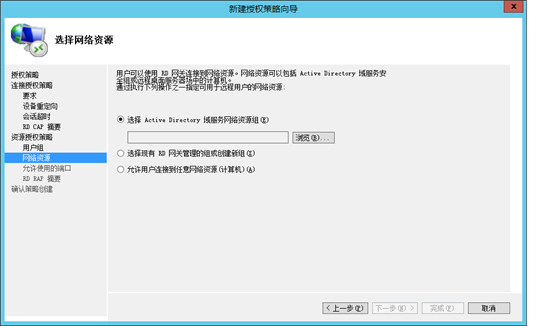 新建授权策略向导
选择网络资源
授权策略
连接授权策略
要求
设备重定向
会话超时
RD CAP 摘要
资源授权策略
用户组
网络资源
允许使用的端口
RD RAP 摘要
确认策略创建
用户可以使用 RD 网关连接到网络资源。网络资源可以包括 Active Directory 域服务安
全组或远程桌面服务器场中的计算机。
通过执行下列操作之一指定可用于远程用户的网络资源:
选择 Active Directory 域服务网络资源组(E)
浏览(B)...
选择现有 RD 网关管理的组或创建新组(X)
允许用户连接到任意网络资源(计算机)(A)
< 上一步(P)
下一步(N) >
完成(F)
取消